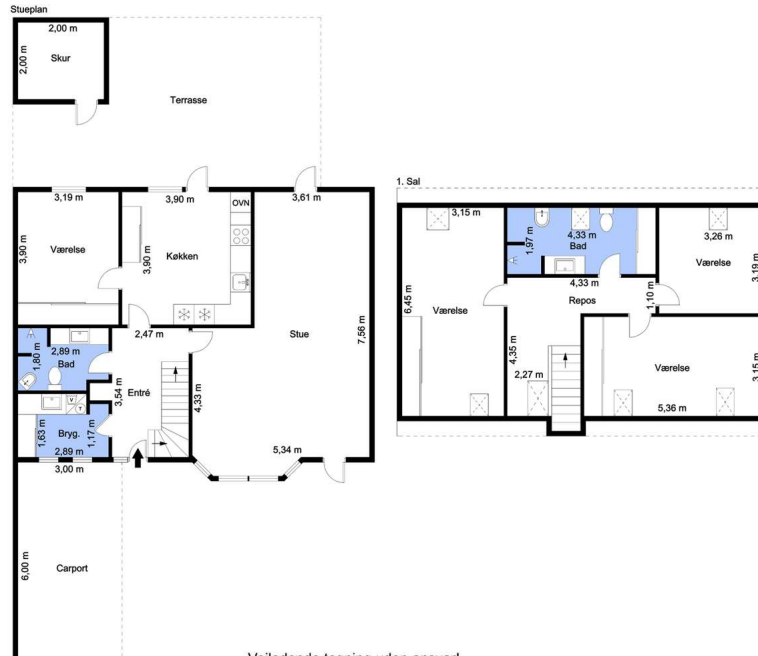 Stueplan
2,00 m
2,00 m
Skur
Terrasse
3,19 m
3,90 m
Værelse
3,90 m
3,90 m
Køkken
OVN
3,61 m
Stue
7,56 m
5,34 m
4,33 m
2,47 m
3,54 m
Entré
1,80 m
2,89 m
Bad
V
T
1,63 m
Bryg.
1,17 m
2,89 m
3,00 m
6,00 m
Carport
1. Sal
3,15 m
6,45 m
Værelse
1,97 m
4,33 m
Bad
4,33 m
Repos
1,10 m
3,26 m
Værelse
3,19 m
4,35 m
2,27 m
Værelse
3,15 m
5,36 m